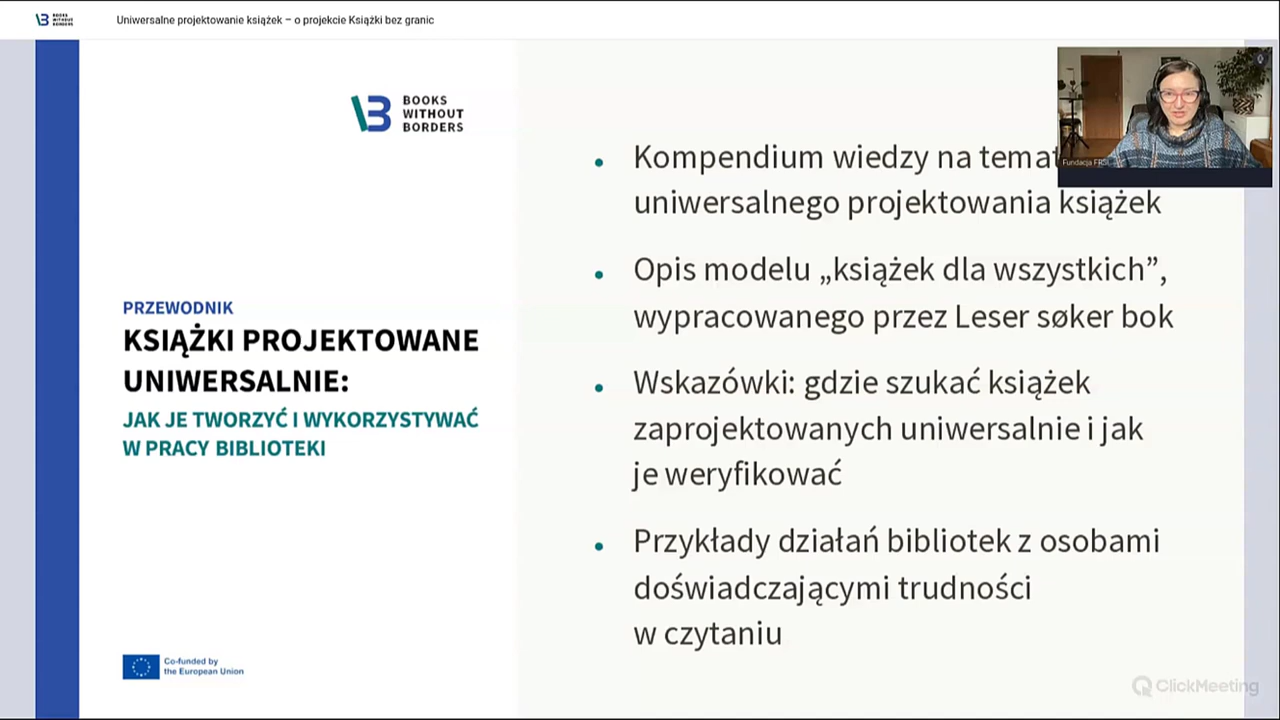 BOOKS
WITHOUT
BORDERS
Uniwersalne projektowanie książek – o projekcie Książki bez granic
BOOKS
WITHOUT
BORDERS
PRZEWODNIK
KSIĄŻKI PROJEKTOWANE
UNIWERSALNIE:
JAK JE TWORZYĆ I WYKORZYSTYWAĆ
W PRACY BIBLIOTEKI
Co-funded by
the European Union
• Kompendium wiedzy na temat
uniwersalnego projektowania książek
• Opis modelu „książek dla wszystkich”,
wypracowanego przez Leser søker bok
• Wskazówki: gdzie szukać książek
zaprojektowanych uniwersalnie i jak
je weryfikować
• Przykłady działań bibliotek z osobami
doświadczającymi trudności
w czytaniu
Fundacja
ClickMeeting